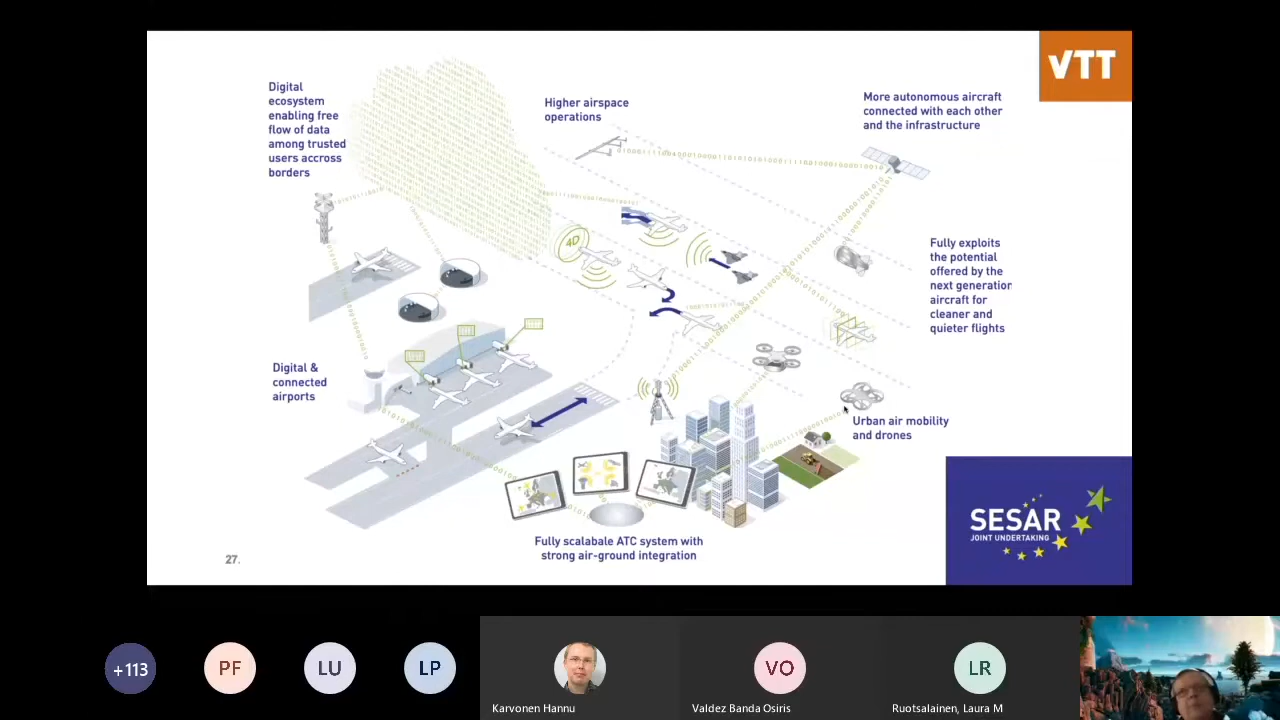 VTT
Digital
ecosystem
enabling free
flow of data
among trusted
users accross
borders
Higher airspace
operations
More autonomous aircraft
connected with each other
and the infrastructure
4D
Fully exploits
the potential
offered by the
next generation
aircraft for
cleaner and
quieter flights
Digital &
connected
airports
Urban air mobility
and drones
Fully scalabale ATC system with
strong air-ground integration
SESAR
JOINT UNDERTAKING
27.
+113
PF
LU
LP
VO
LR
Karvonen Hannu
Valdez Banda Osiris
Ruotsalainen, Laura M